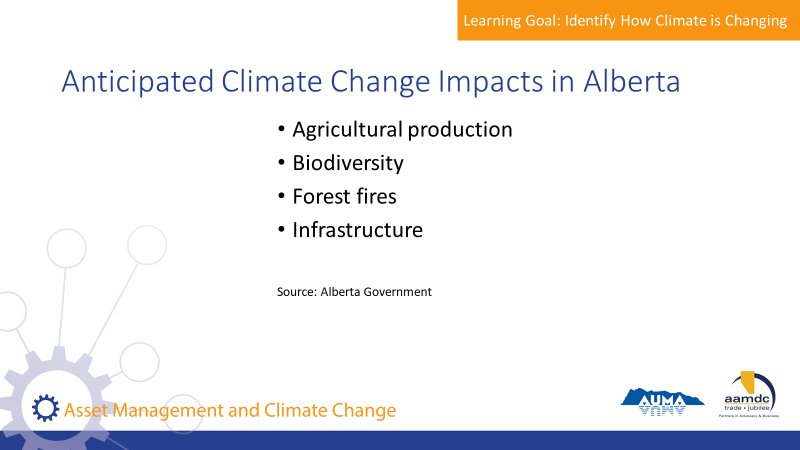 Learning Goal: Identify How Climate is Changing
Anticipated Climate Change Impacts in Alberta
• Agricultural production
• Biodiversity
• Forest fires
• Infrastructure
Source: Alberta Government
Asset Management and Climate Change
AUMA
aamdc
trade • jubilee
Partners in Advocacy & Business